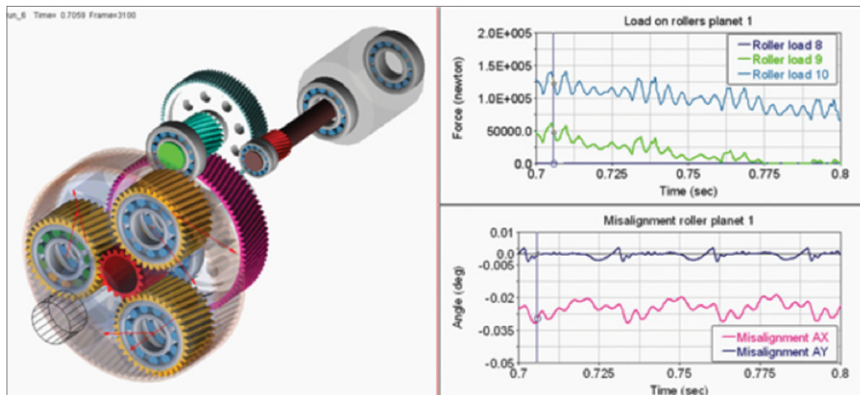 un_6 Time= 0.7059 Frame=3100
Load on rollers planet 1
2.0E+005
1.5E+005
1.0E+005
50000.0
0.0
Force (newton)
Roller load 8
Roller load 9
Roller load 10
0.7 0.725 0.75 0.775 0.8
Time (sec)
Misalignment roller planet 1
0.01
0.0
-0.005
-0.02
-0.035
-0.05
Angle (deg)
Misalignment AX
Misalignment AY
0.7 0.725 0.75 0.775 0.8
Time (sec)